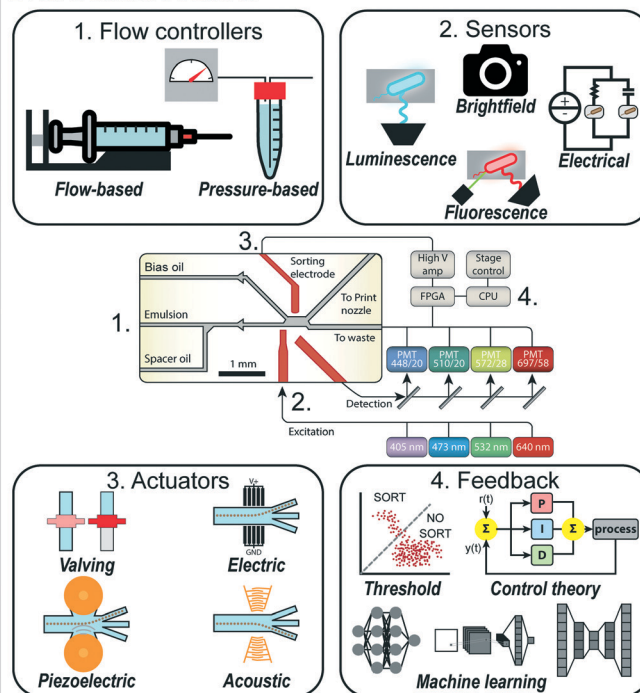 1. Flow controllers
Flow-based
Pressure-based
2. Sensors
Luminescence
Brightfield
Fluorescence
Electrical
+
-
3.
Bias oil
Sorting
electrode
To Print
nozzle
1.
Emulsion
To waste
Spacer oil
1 mm
2.
Detection
Excitation
High V
amp
Stage
control
FPGA
CPU
4.
PMT
448/20
PMT
510/20
PMT
572/28
PMT
697/58
405 nm
473 nm
532 nm
640 nm
3. Actuators
Valving
V+
GND
Electric
Piezoelectric
Acoustic
4. Feedback
SORT
NO
SORT
Threshold
r(t)
Σ
y(t)
P
I
D
Σ
process
Control theory
Machine learning